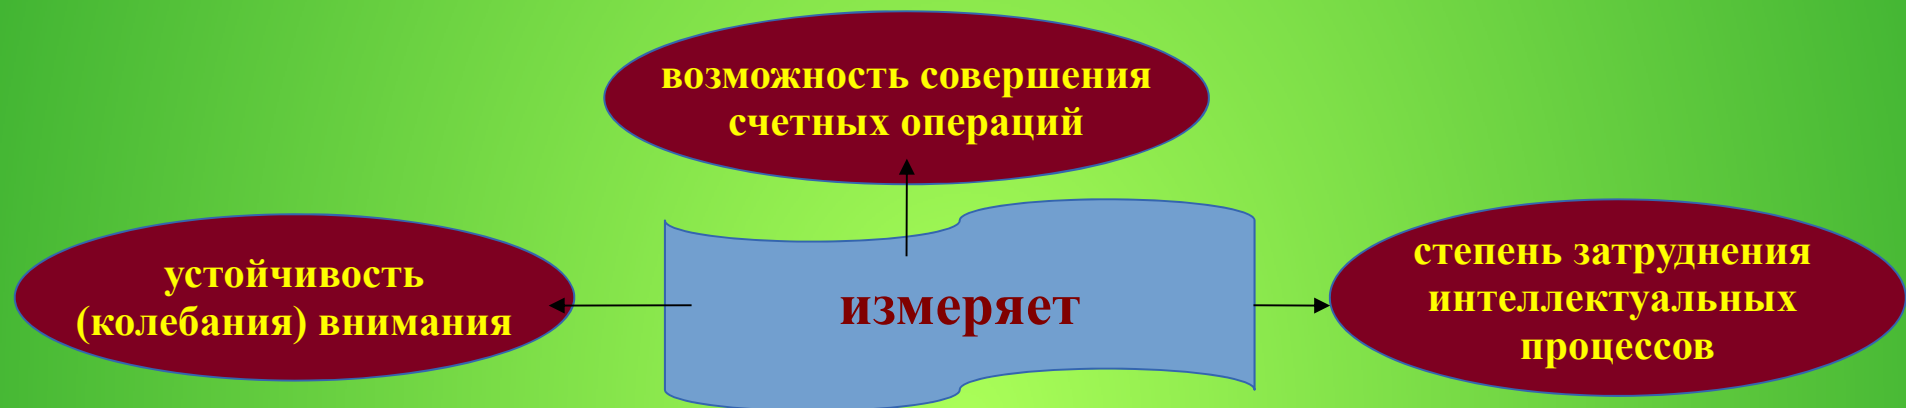 возможность совершения
счетных операций
устойчивость
(колебания) внимания
измеряет
степень затруднения
интеллектуальных
процессов